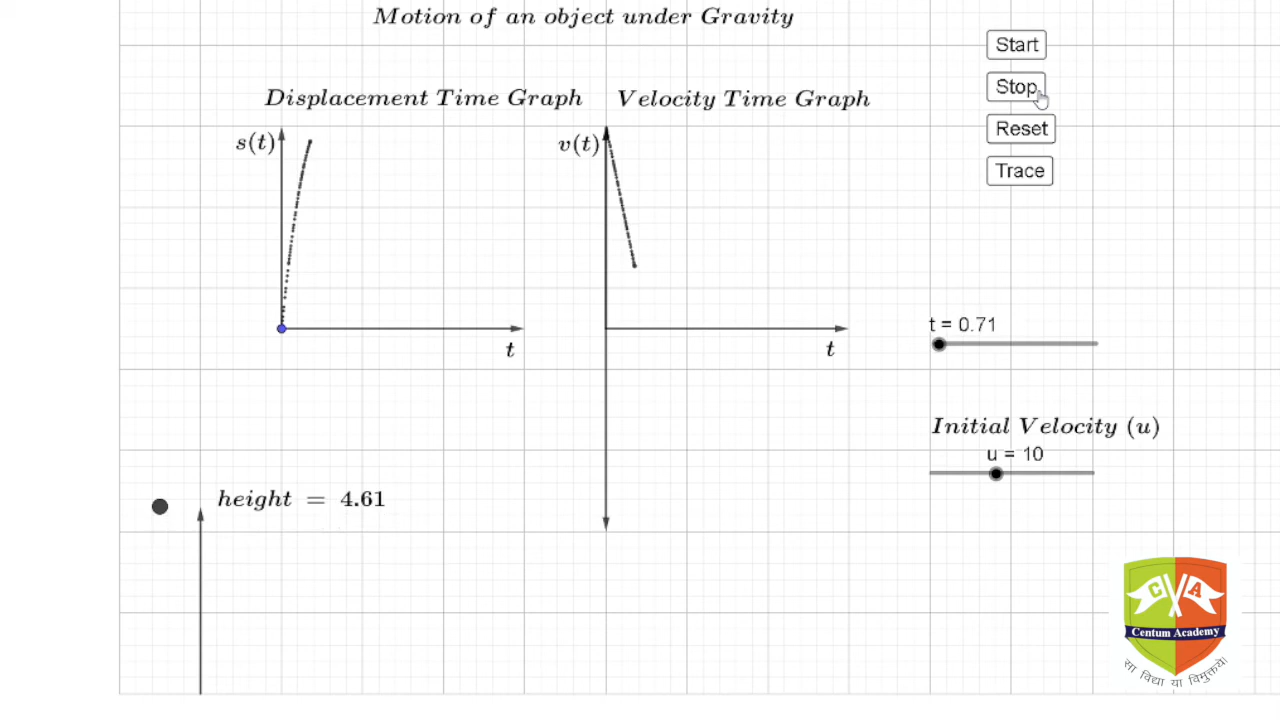 Motion of an object under Gravity
Start
Stop
Reset
Trace
Displacement Time Graph
Velocity Time Graph
s(t)
v(t)
t
t
t = 0.71
Initial Velocity (u)
u = 10
height = 4.61
C A
Centum Academy
सा विद्या या विमुक्तये।